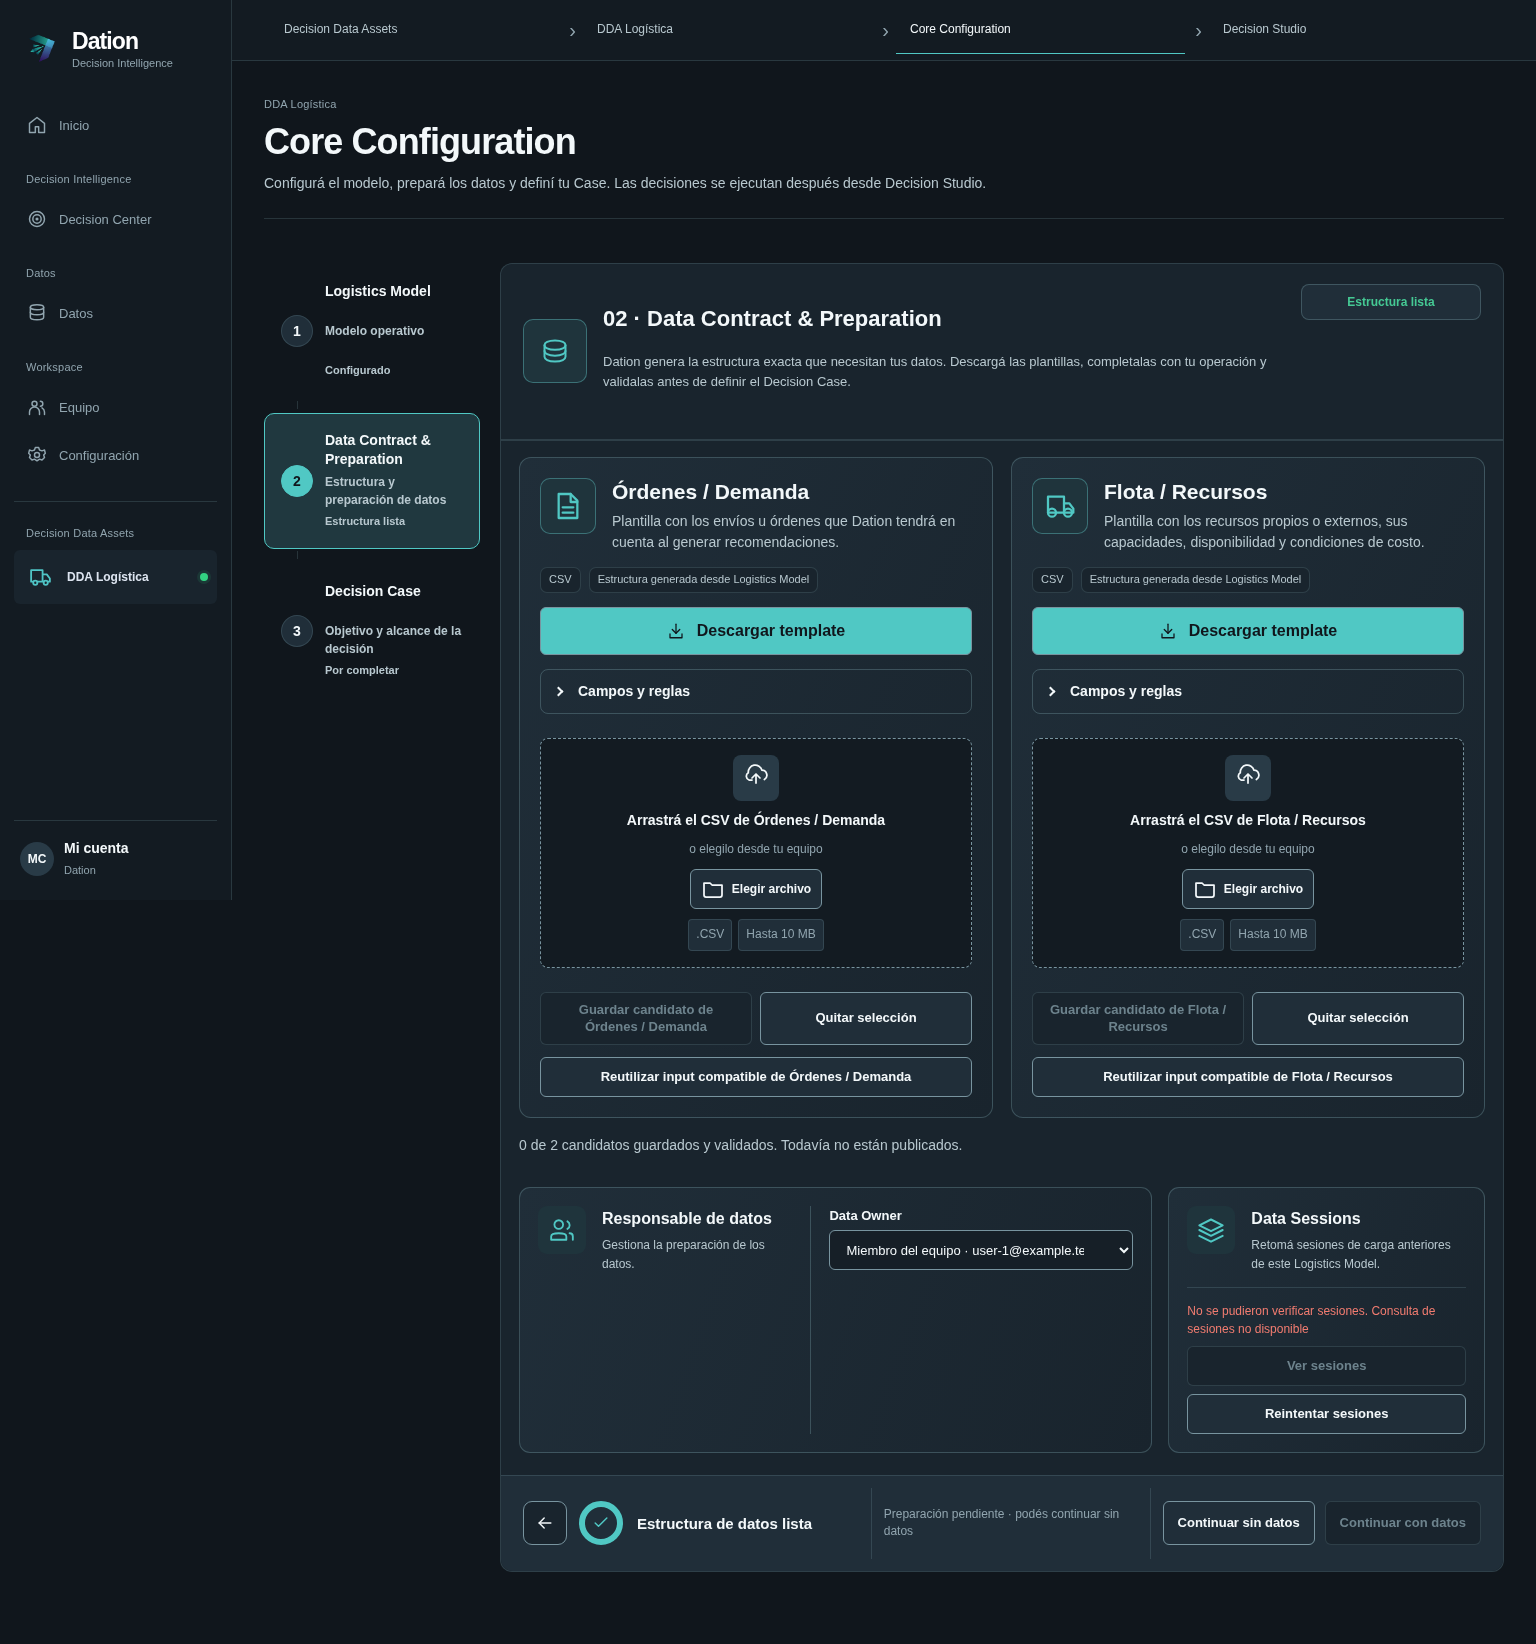 Dation
Decision Intelligence
Inicio
Decision Intelligence
Decision Center
Datos
Datos
Workspace
Equipo
Configuración
Decision Data Assets
DDA Logística
MC
Mi cuenta
Dation
Decision Data Assets
DDA Logística
Core Configuration
Decision Studio
DDA Logística
Core Configuration
Configurá el modelo, prepará los datos y definí tu Case. Las decisiones se ejecutan después desde Decision Studio.
Logistics Model
1
Modelo operativo
Configurado
Data Contract &
Preparation
2
Estructura y
preparación de datos
Estructura lista
Decision Case
3
Objetivo y alcance de la
decisión
Por completar
02 · Data Contract & Preparation
Estructura lista
Dation genera la estructura exacta que necesitan tus datos. Descargá las plantillas, completalas con tu operación y
validalas antes de definir el Decision Case.
Órdenes / Demanda
Plantilla con los envíos u órdenes que Dation tendrá en
cuenta al generar recomendaciones.
CSV
Estructura generada desde Logistics Model
Descargar template
Campos y reglas
Arrastrá el CSV de Órdenes / Demanda
o elegilo desde tu equipo
Elegir archivo
.CSV
Hasta 10 MB
Guardar candidato de
Órdenes / Demanda
Quitar selección
Reutilizar input compatible de Órdenes / Demanda
Flota / Recursos
Plantilla con los recursos propios o externos, sus
capacidades, disponibilidad y condiciones de costo.
CSV
Estructura generada desde Logistics Model
Descargar template
Campos y reglas
Arrastrá el CSV de Flota / Recursos
o elegilo desde tu equipo
Elegir archivo
.CSV
Hasta 10 MB
Guardar candidato de Flota /
Recursos
Quitar selección
Reutilizar input compatible de Flota / Recursos
0 de 2 candidatos guardados y validados. Todavía no están publicados.
Responsable de datos
Gestiona la preparación de los
datos.
Data Owner
Miembro del equipo · user-1@example.te
Data Sessions
Retomá sesiones de carga anteriores
de este Logistics Model.
No se pudieron verificar sesiones. Consulta de
sesiones no disponible
Ver sesiones
Reintentar sesiones
Estructura de datos lista
Preparación pendiente · podés continuar sin
datos
Continuar sin datos
Continuar con datos